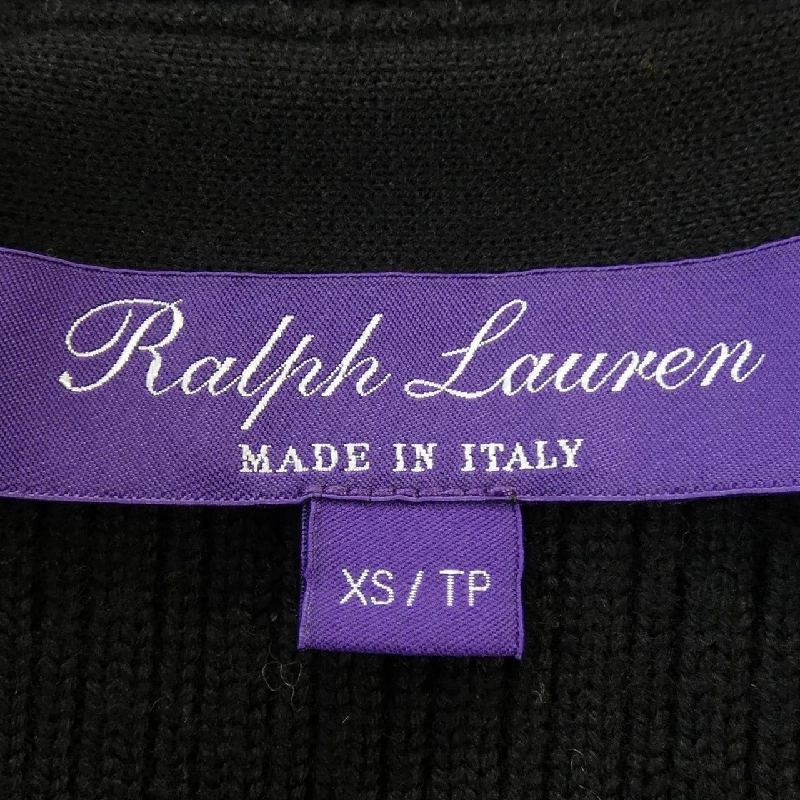 Ralph Lauren
MADE IN ITALY
XS / TP